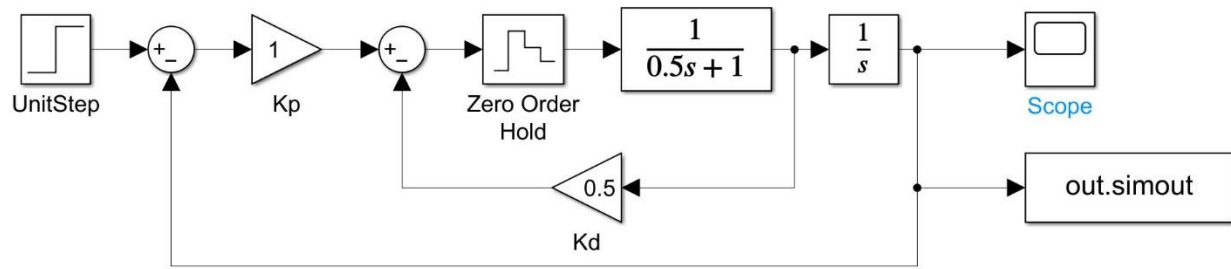 +
−
1
+
−
1
0.5s + 1
1
s
UnitStep
Kp
Zero Order
Hold
Scope
0.5
out.simout
Kd